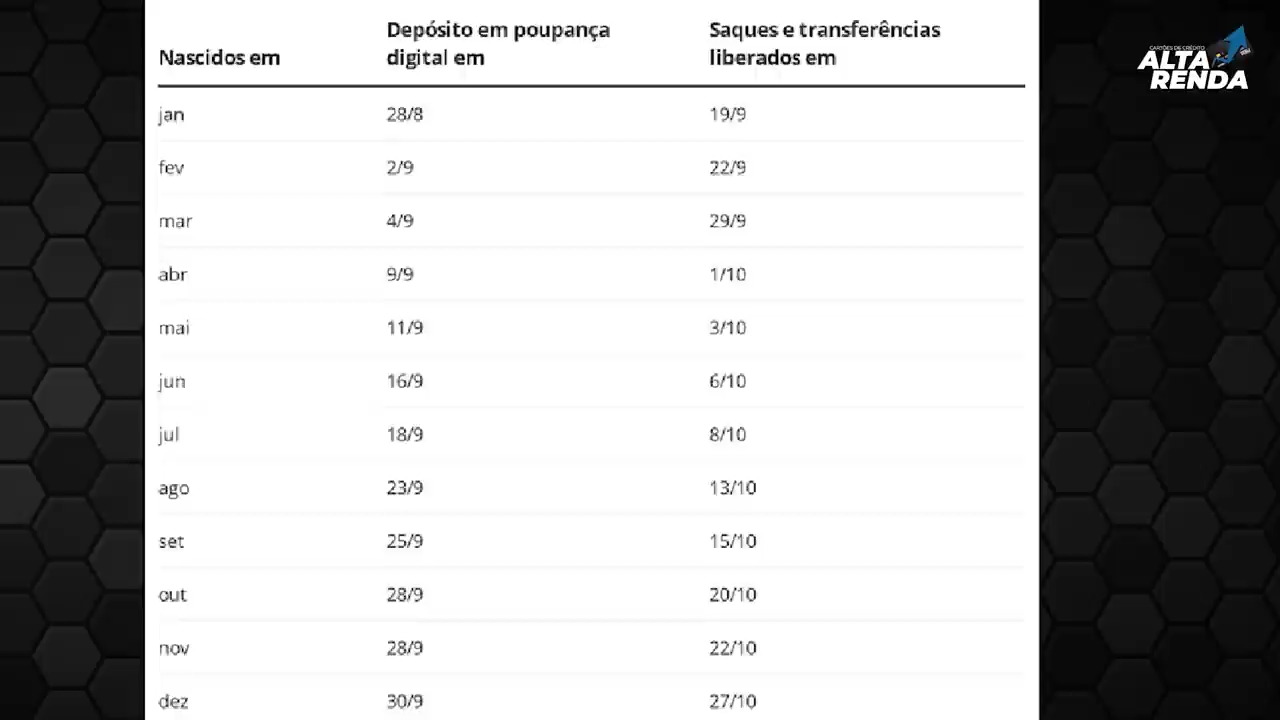 Nascidos em
Depósito em poupança
digital em
Saques e transferências
liberados em
jan 28/8 19/9
fev 2/9 22/9
mar 4/9 29/9
abr 9/9 1/10
mai 11/9 3/10
jun 16/9 6/10
jul 18/9 8/10
ago 23/9 13/10
set 25/9 15/10
out 28/9 20/10
nov 28/9 22/10
dez 30/9 27/10
CARTÕES DE CRÉDITO
ALTA
RENDA